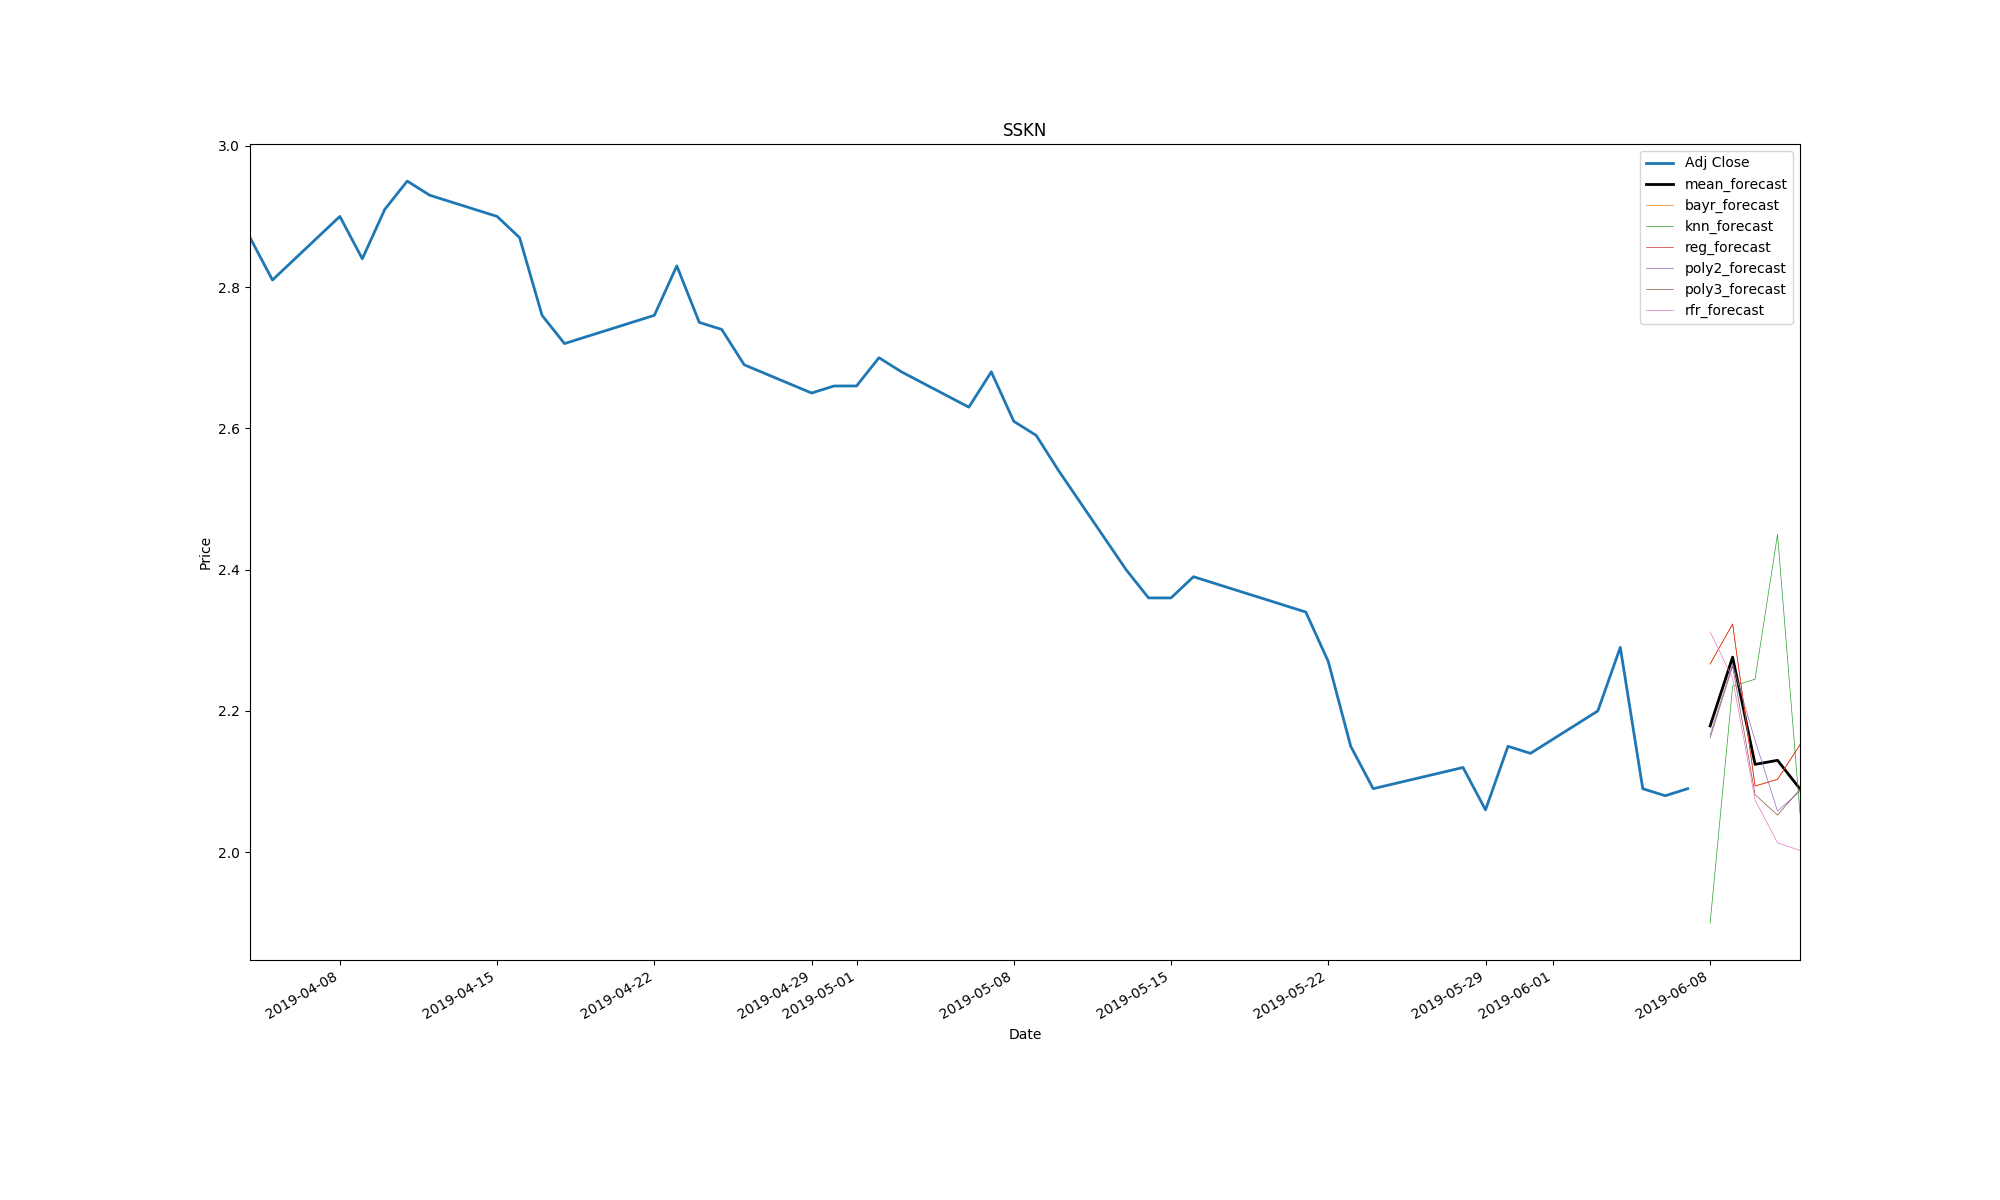 SSKN
3.0
2.8
2.6
2.4
2.2
2.0
Price
Adj Close
mean_forecast
bayr_forecast
knn_forecast
reg_forecast
poly2_forecast
poly3_forecast
rfr_forecast
2019-04-08
2019-04-15
2019-04-22
2019-04-29
2019-05-01
2019-05-08
2019-05-15
2019-05-22
2019-05-29
2019-06-01
2019-06-08
Date